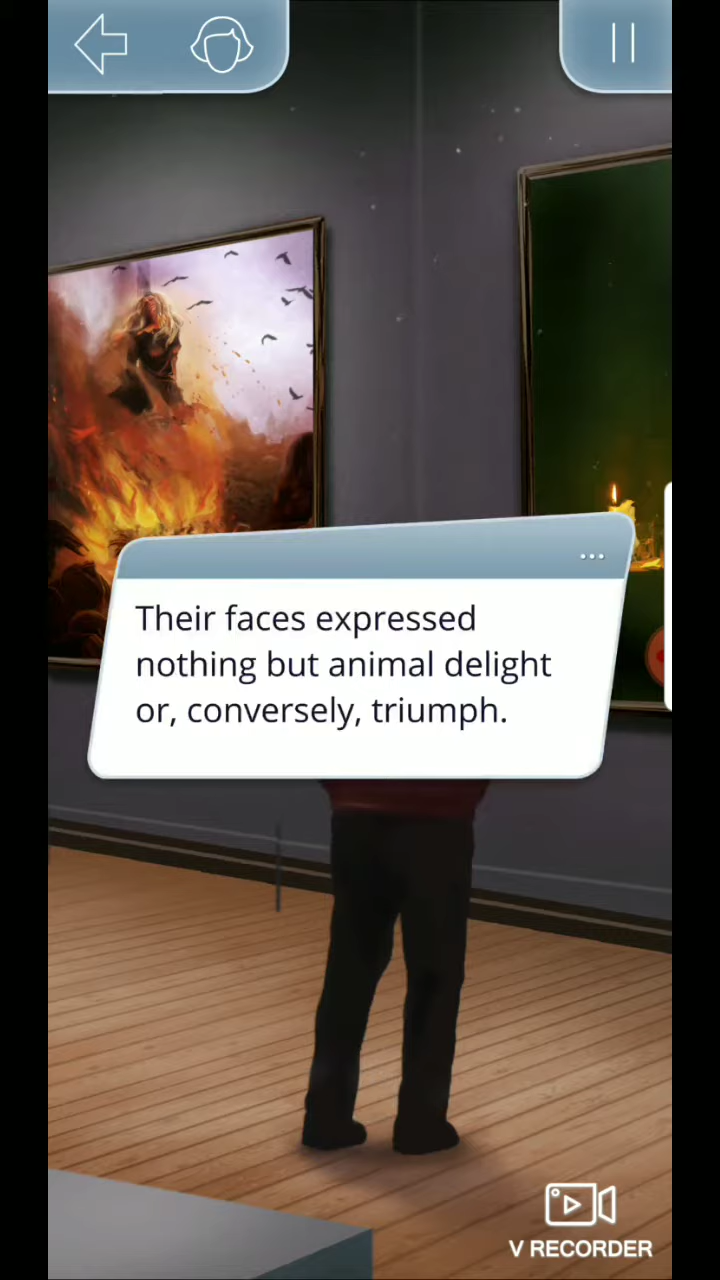 ...
Their faces expressed
nothing but animal delight
or, conversely, triumph.
V RECORDER